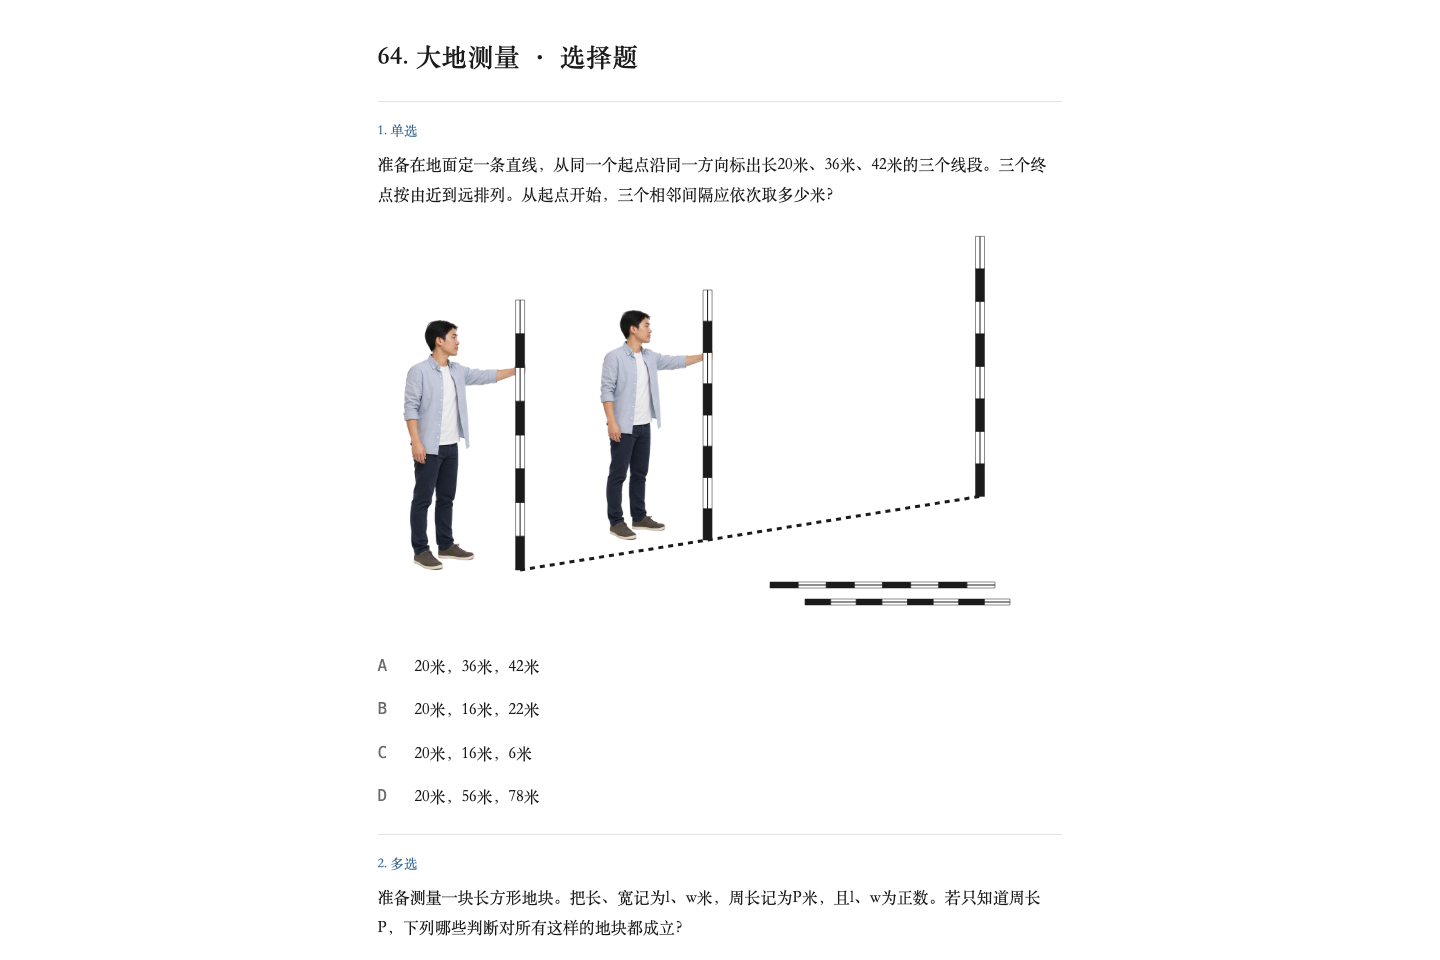 64. 大地测量 · 选择题
1. 单选
准备在地面定一条直线，从同一个起点沿同一方向标出长20米、36米、42米的三个线段。三个终
点按由近到远排列。从起点开始，三个相邻间隔应依次取多少米？
A 20米，36米，42米
B 20米，16米，22米
C 20米，16米，6米
D 20米，56米，78米
2. 多选
准备测量一块长方形地块。把长、宽记为l、w米，周长记为P米，且l、w为正数。若只知道周长
P，下列哪些判断对所有这样的地块都成立？